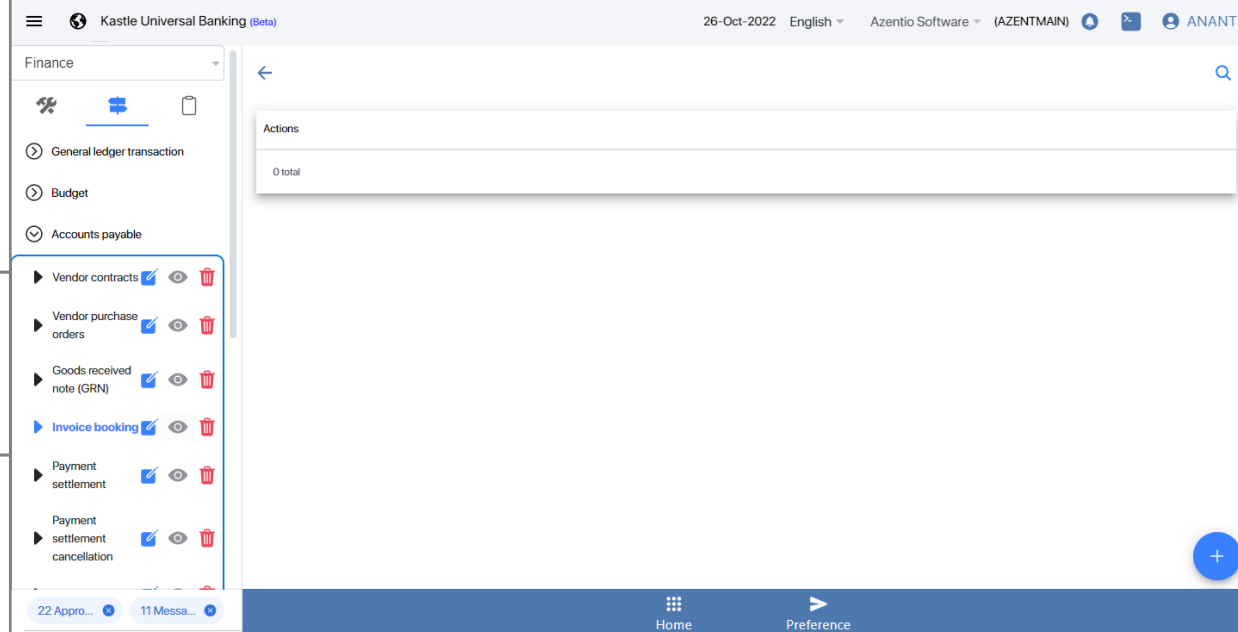 Kastle Universal Banking (Beta)
26-Oct-2022 English Azentio Software (AZENTMAIN) ANANT
Finance
General ledger transaction
Budget
Accounts payable
Vendor contracts
Vendor purchase
orders
Goods received
note (GRN)
Invoice booking
Payment
settlement
Payment
settlement
cancellation
22 Appro...
11 Messa...
Actions
0 total
Home
Preference